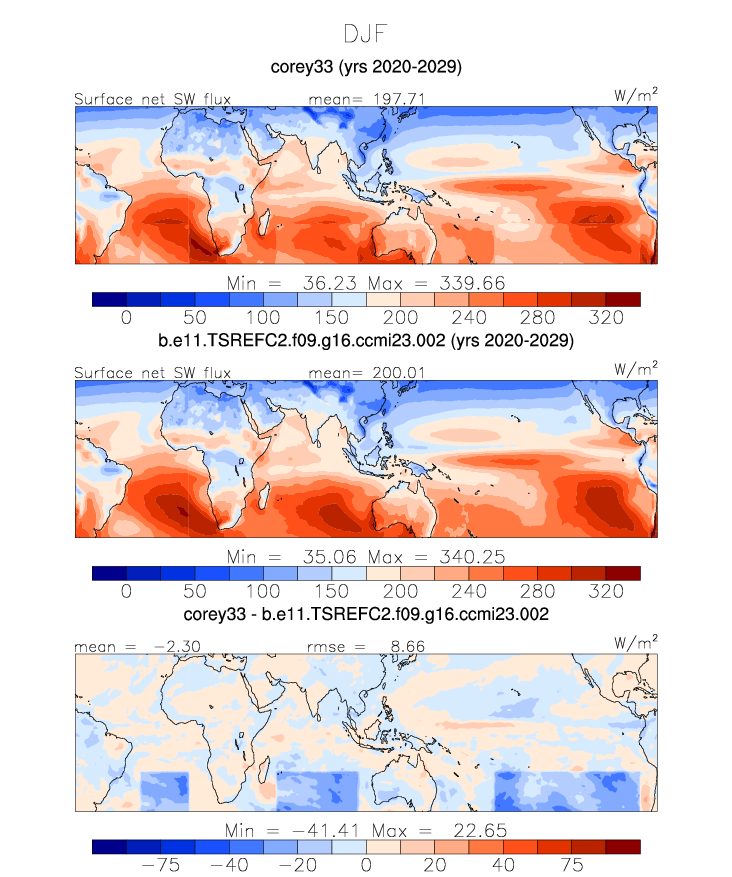 DJF
corey33 (yrs 2020-2029)
Surface net SW flux mean= 197.71 W/m²
Min = 36.23 Max = 339.66
0 50 100 150 200 240 280 320
b.e11.TSREFC2.f09.g16.ccmi23.002 (yrs 2020-2029)
Surface net SW flux mean= 200.01 W/m²
Min = 35.06 Max = 340.25
0 50 100 150 200 240 280 320
corey33 - b.e11.TSREFC2.f09.g16.ccmi23.002
mean = -2.30 rmse = 8.66 W/m²
Min = -41.41 Max = 22.65
-75 -40 -20 0 20 40 75